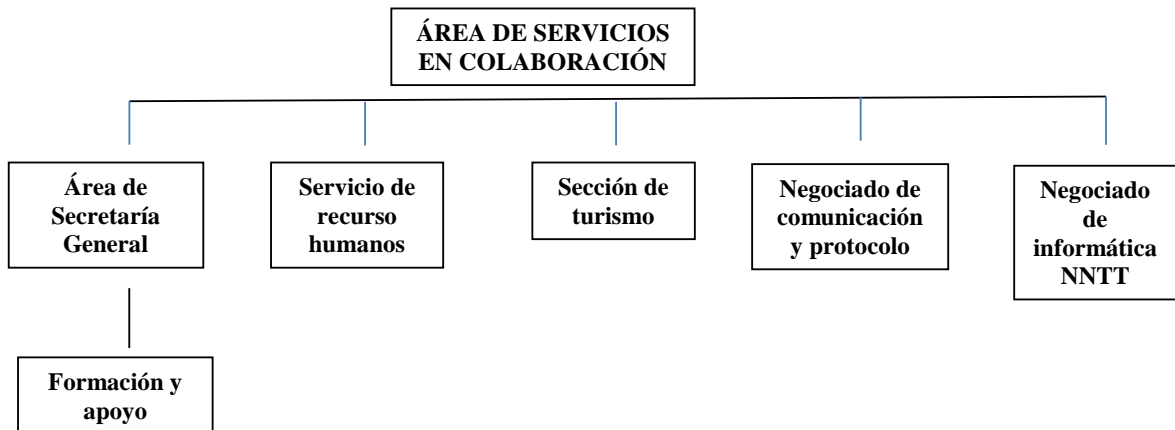 ÁREA DE SERVICIOS
EN COLABORACIÓN
Área de
Secretaría
General
Servicio de
recurso
humanos
Sección de
turismo
Negociado de
comunicación
y protocolo
Negociado
de
informática
NNTT
Formación y
apoyo